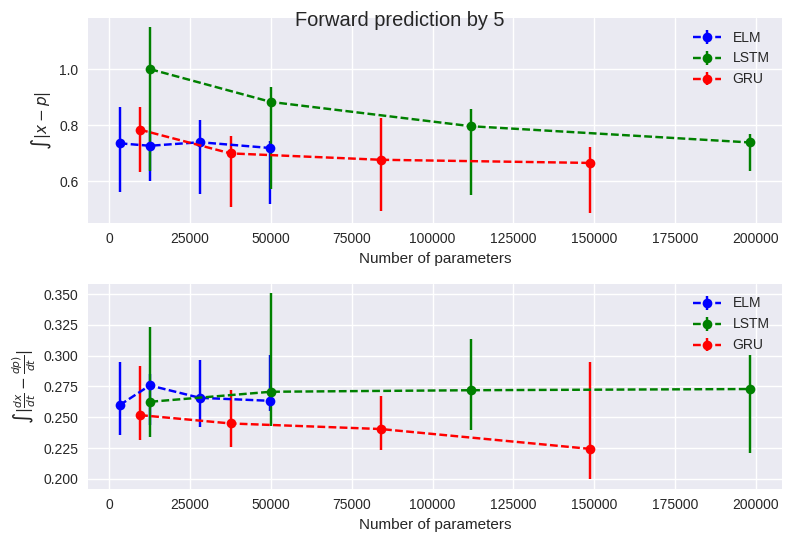 Forward prediction by 5
ELM
LSTM
GRU
1.0
0.8
0.6
∫|x − p|
0 25000 50000 75000 100000 125000 150000 175000 200000
Number of parameters
ELM
LSTM
GRU
0.350
0.325
0.300
0.275
0.250
0.225
0.200
∫|dx/dt − dp)/dt|
0 25000 50000 75000 100000 125000 150000 175000 200000
Number of parameters